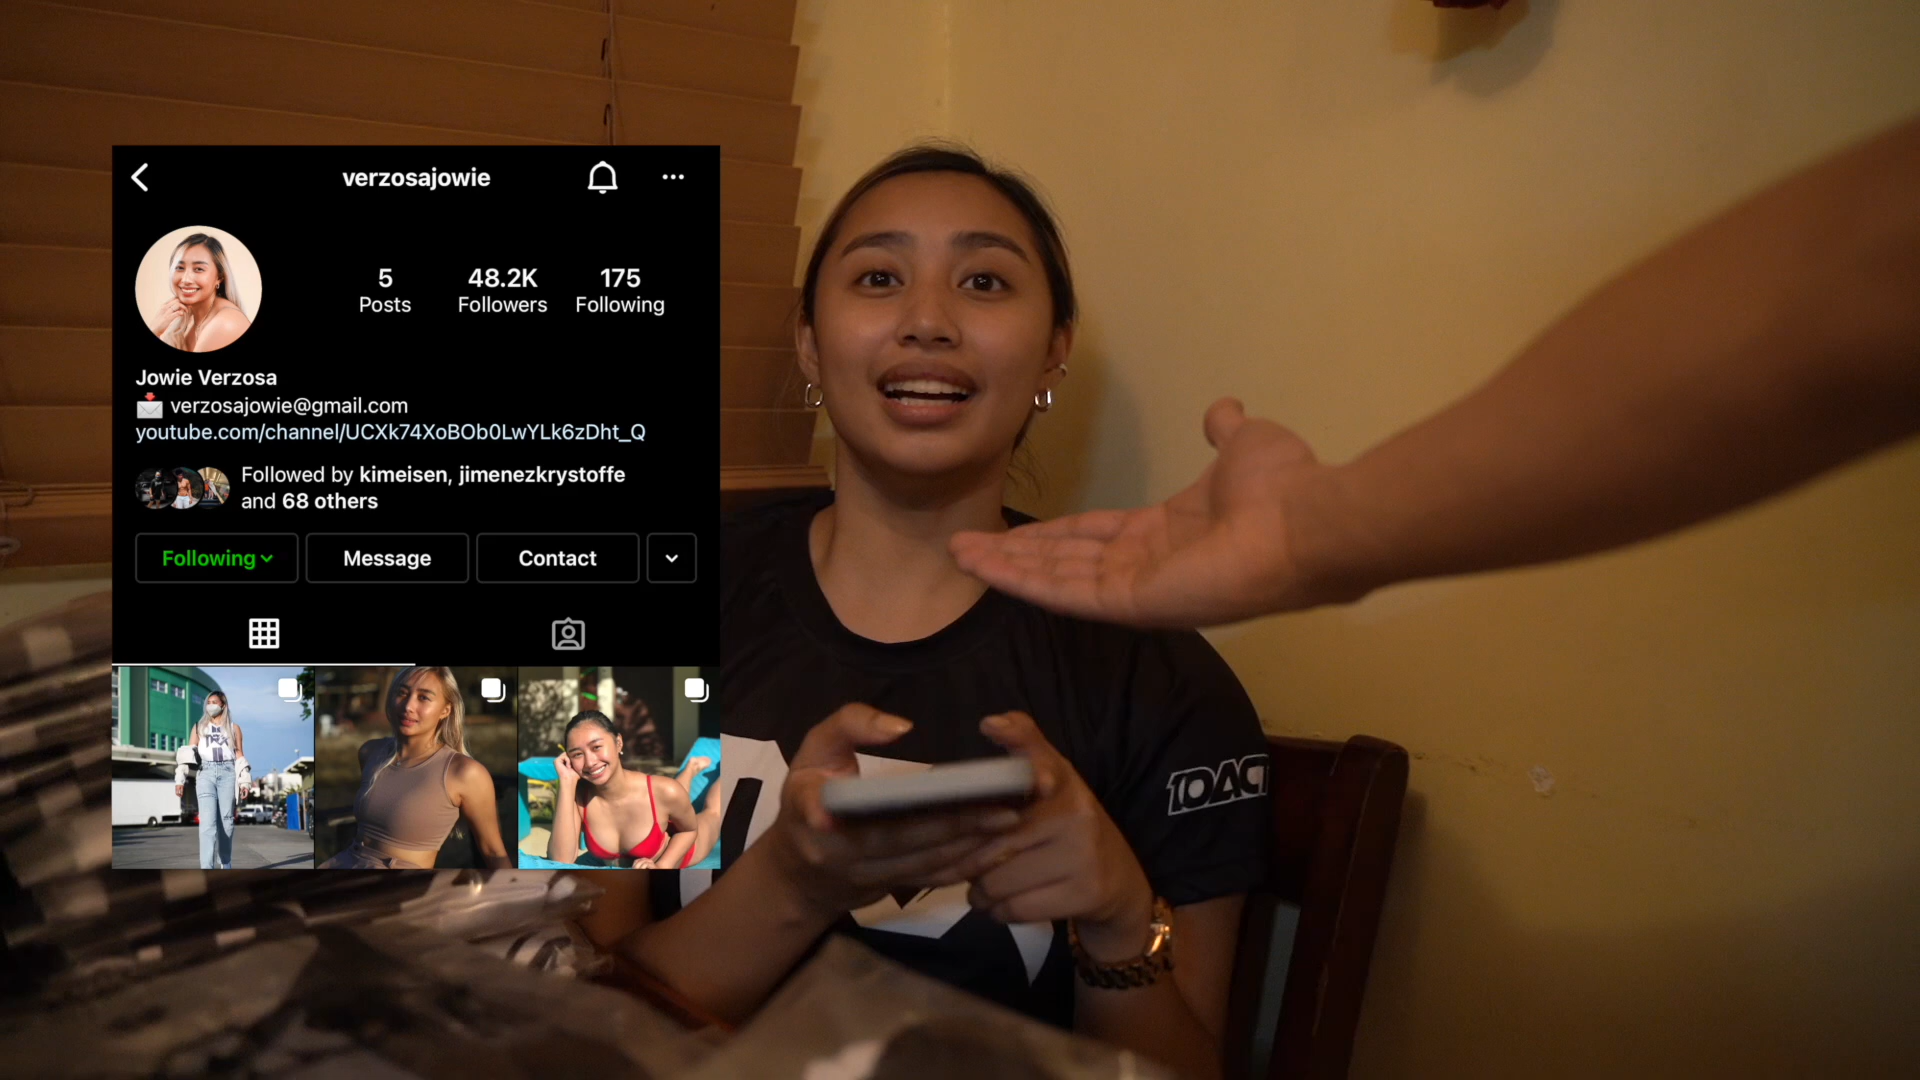 verzosajowie
5
Posts
48.2K
Followers
175
Following
Jowie Verzosa
verzosajowie@gmail.com
youtube.com/channel/UCXk74XoBOb0LwYLk6zDht_Q
Followed by kimeisen, jimenezkrystoffe
and 68 others
Following
Message
Contact